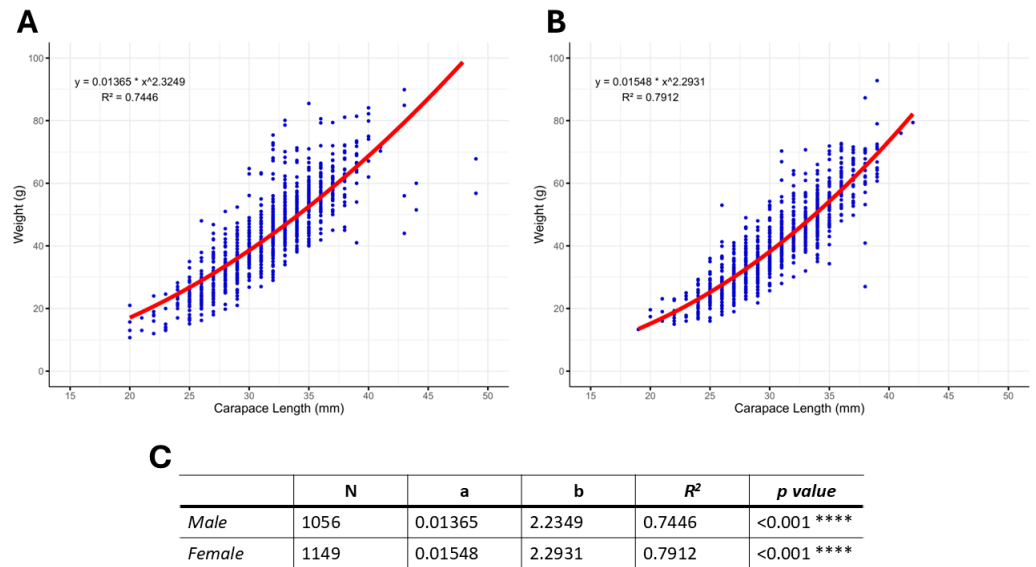 A
y = 0.01365 * x^2.3249
R² = 0.7446
Weight (g)
100
80
60
40
20
0
15 20 25 30 35 40 45 50
Carapace Length (mm)
B
y = 0.01548 * x^2.2931
R² = 0.7912
Weight (g)
100
80
60
40
20
0
15 20 25 30 35 40 45 50
Carapace Length (mm)
C
N a b R² p value
Male 1056 0.01365 2.2349 0.7446 <0.001 ****
Female 1149 0.01548 2.2931 0.7912 <0.001 ****